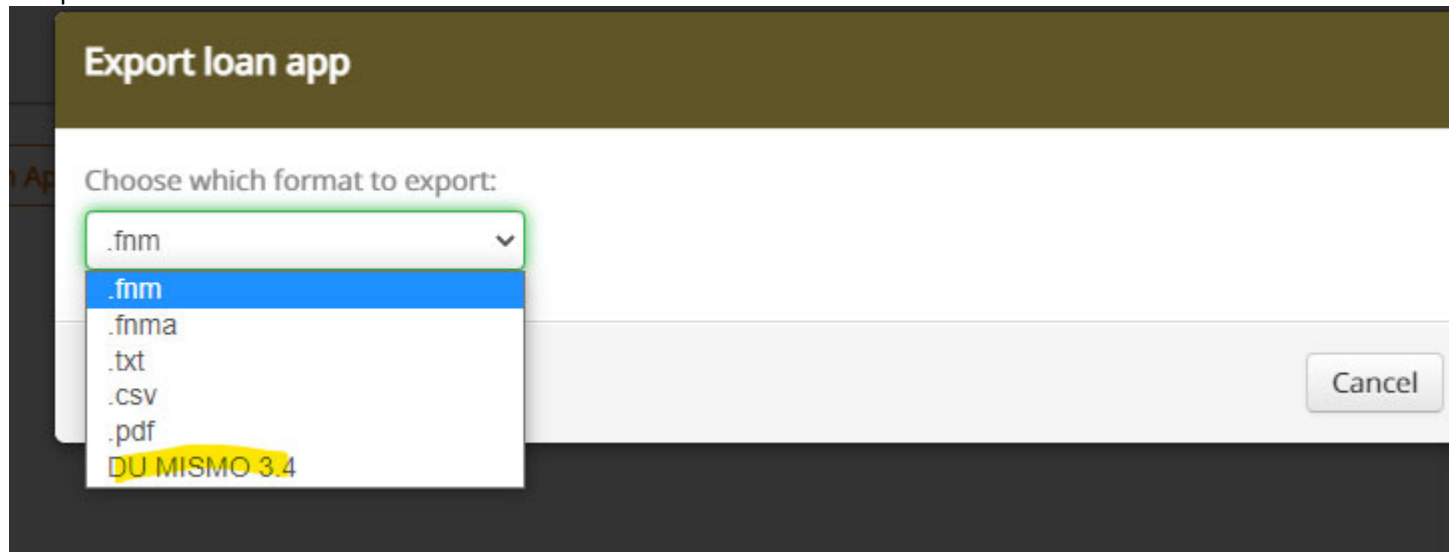 Export loan app
Choose which format to export:
.fnm
.fnm
.fnma
.txt
.csv
.pdf
DU MISMO 3.4
Cancel